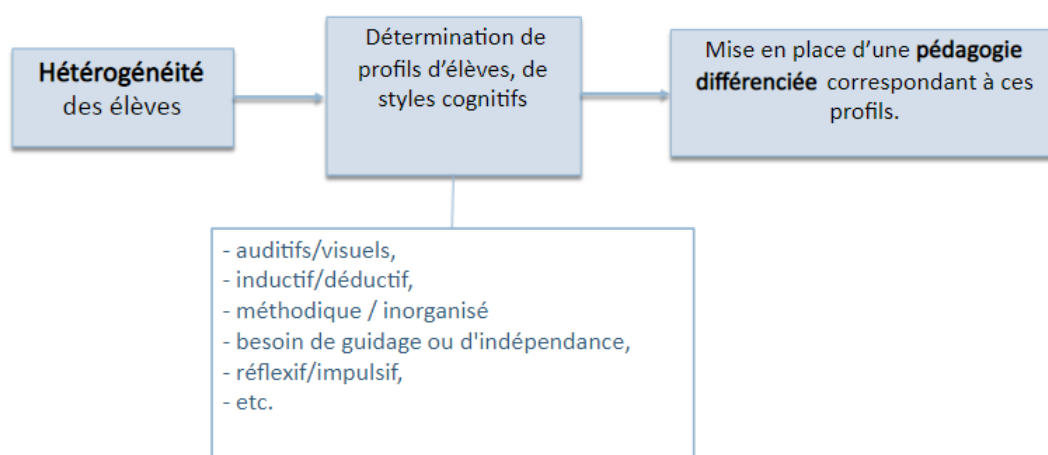 Hétérogénéité
des élèves
Détermination de
profils d’élèves, de
styles cognitifs
Mise en place d’une pédagogie
différenciée correspondant à ces
profils.
- auditifs/visuels,
- inductif/déductif,
- méthodique / inorganisé
- besoin de guidage ou d'indépendance,
- réflexif/impulsif,
- etc.